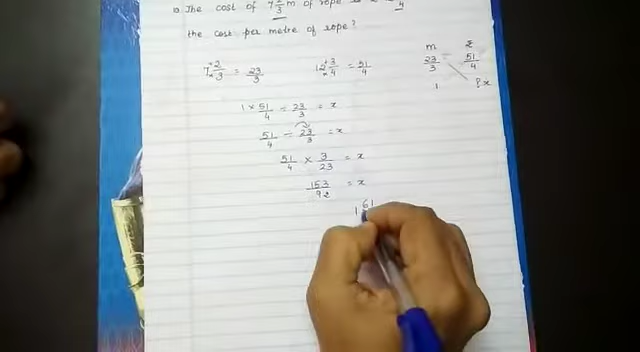 The cost of 7 2/3 m of rope is ₹ 4
the cost per metre of rope?
m ₹
7 2/3 = 23/3 12 3/4 = 51/4 23/3 51/4
1 ? x
1 × 51/4 ÷ 23/3 = x
51/4 ÷ 23/3 = x
51/4 × 3/23 = x
153/92 = x
1 61